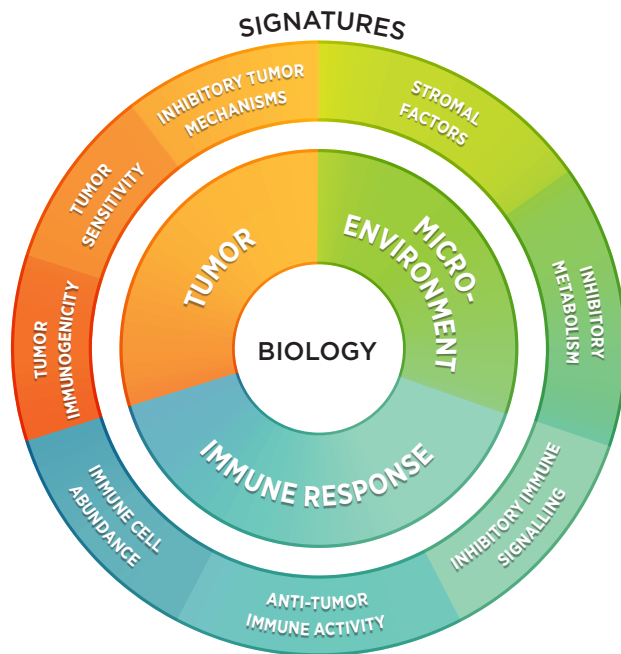 SIGNATURES
INHIBITORY TUMOR
MECHANISMS
STROMAL
FACTORS
TUMOR
SENSITIVITY
INHIBITORY
METABOLISM
TUMOR
IMMUNOGENICITY
TUMOR
MICRO-
ENVIRONMENT
BIOLOGY
IMMUNE RESPONSE
IMMUNE CELL
ABUNDANCE
INHIBITORY IMMUNE
SIGNALLING
ANTI-TUMOR
IMMUNE ACTIVITY